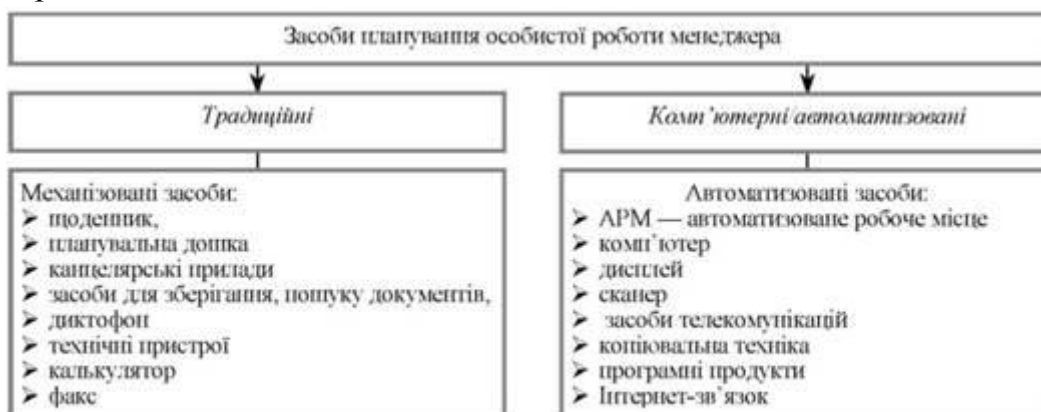 Засоби планування особистої роботи менеджера
Традиційні
Комп’ютерні автоматизовані
Механізовані засоби:
➢ щоденник,
➢ планувальна дошка
➢ канцелярські прилади
➢ засоби для зберігання, пошуку документів,
➢ диктофон
➢ технічні пристрої
➢ калькулятор
➢ факс
Автоматизовані засоби:
➢ АРМ — автоматизоване робоче місце
➢ комп’ютер
➢ дисплей
➢ сканер
➢ засоби телекомунікацій
➢ копіювальна техніка
➢ програмні продукти
➢ Інтернет-зв’язок